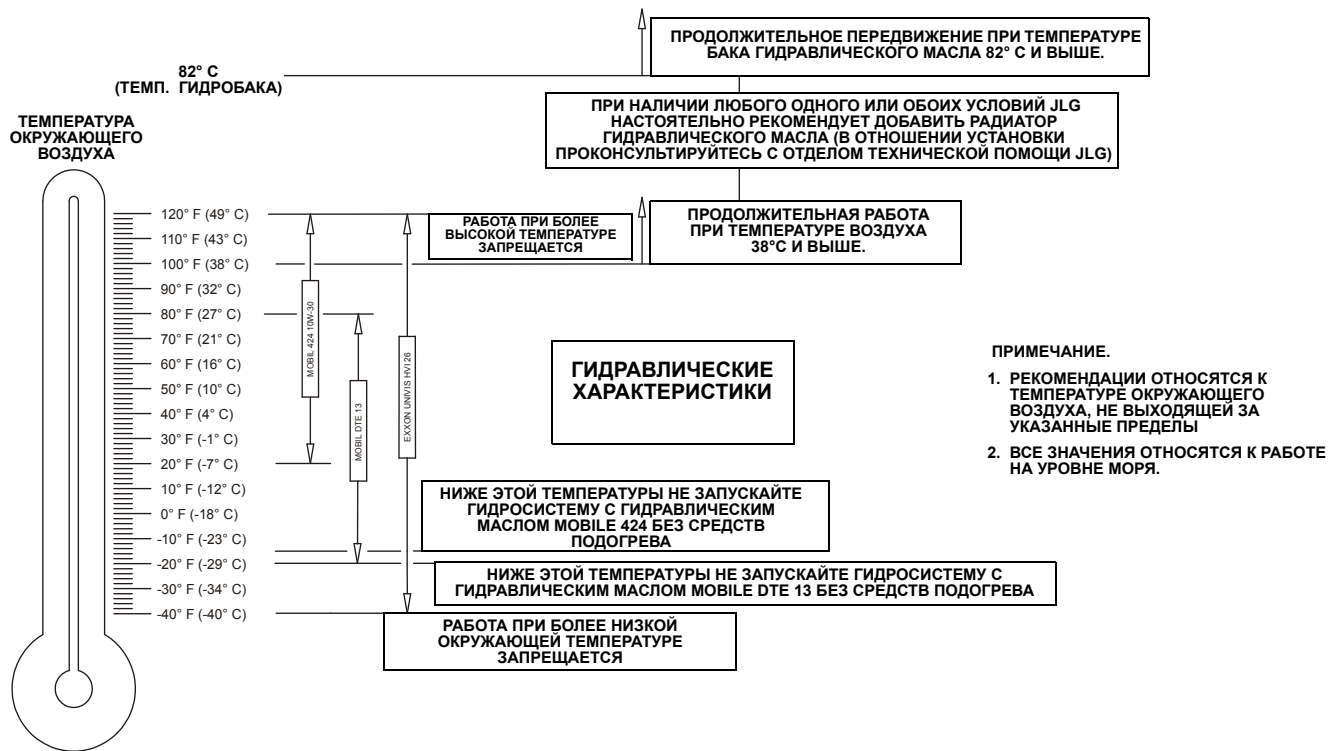 ПРОДОЛЖИТЕЛЬНОЕ ПЕРЕДВИЖЕНИЕ ПРИ ТЕМПЕРАТУРЕ
БАКА ГИДРАВЛИЧЕСКОГО МАСЛА 82° С И ВЫШЕ.
82° C
(ТЕМП. ГИДРОБАКА)
ПРИ НАЛИЧИИ ЛЮБОГО ОДНОГО ИЛИ ОБОИХ УСЛОВИЙ JLG
НАСТОЯТЕЛЬНО РЕКОМЕНДУЕТ ДОБАВИТЬ РАДИАТОР
ГИДРАВЛИЧЕСКОГО МАСЛА (В ОТНОШЕНИИ УСТАНОВКИ
ПРОКОНСУЛЬТИРУЙТЕСЬ С ОТДЕЛОМ ТЕХНИЧЕСКОЙ ПОМОЩИ JLG)
ТЕМПЕРАТУРА
ОКРУЖАЮЩЕГО
ВОЗДУХА
120° F (49° C)
110° F (43° C)
100° F (38° C)
90° F (32° C)
80° F (27° C)
70° F (21° C)
60° F (16° C)
50° F (10° C)
40° F (4° C)
30° F (-1° C)
20° F (-7° C)
10° F (-12° C)
0° F (-18° C)
-10° F (-23° C)
-20° F (-29° C)
-30° F (-34° C)
-40° F (-40° C)
MOBIL 424 10W-30
MOBIL DTE 13
EXXON UNIVIS HVI 26
РАБОТА ПРИ БОЛЕЕ
ВЫСОКОЙ ТЕМПЕРАТУРЕ
ЗАПРЕЩАЕТСЯ
ПРОДОЛЖИТЕЛЬНАЯ РАБОТА
ПРИ ТЕМПЕРАТУРЕ ВОЗДУХА
38°С И ВЫШЕ.
ГИДРАВЛИЧЕСКИЕ
ХАРАКТЕРИСТИКИ
ПРИМЕЧАНИЕ.
1. РЕКОМЕНДАЦИИ ОТНОСЯТСЯ К
ТЕМПЕРАТУРЕ ОКРУЖАЮЩЕГО
ВОЗДУХА, НЕ ВЫХОДЯЩЕЙ ЗА
УКАЗАННЫЕ ПРЕДЕЛЫ
2. ВСЕ ЗНАЧЕНИЯ ОТНОСЯТСЯ К РАБОТЕ
НА УРОВНЕ МОРЯ.
НИЖЕ ЭТОЙ ТЕМПЕРАТУРЫ НЕ ЗАПУСКАЙТЕ
ГИДРОСИСТЕМУ С ГИДРАВЛИЧЕСКИМ
МАСЛОМ MOBILE 424 БЕЗ СРЕДСТВ
ПОДОГРЕВА
НИЖЕ ЭТОЙ ТЕМПЕРАТУРЫ НЕ ЗАПУСКАЙТЕ ГИДРОСИСТЕМУ С
ГИДРАВЛИЧЕСКИМ МАСЛОМ MOBILE DTE 13 БЕЗ СРЕДСТВ ПОДОГРЕВА
РАБОТА ПРИ БОЛЕЕ НИЗКОЙ
ОКРУЖАЮЩЕЙ ТЕМПЕРАТУРЕ
ЗАПРЕЩАЕТСЯ